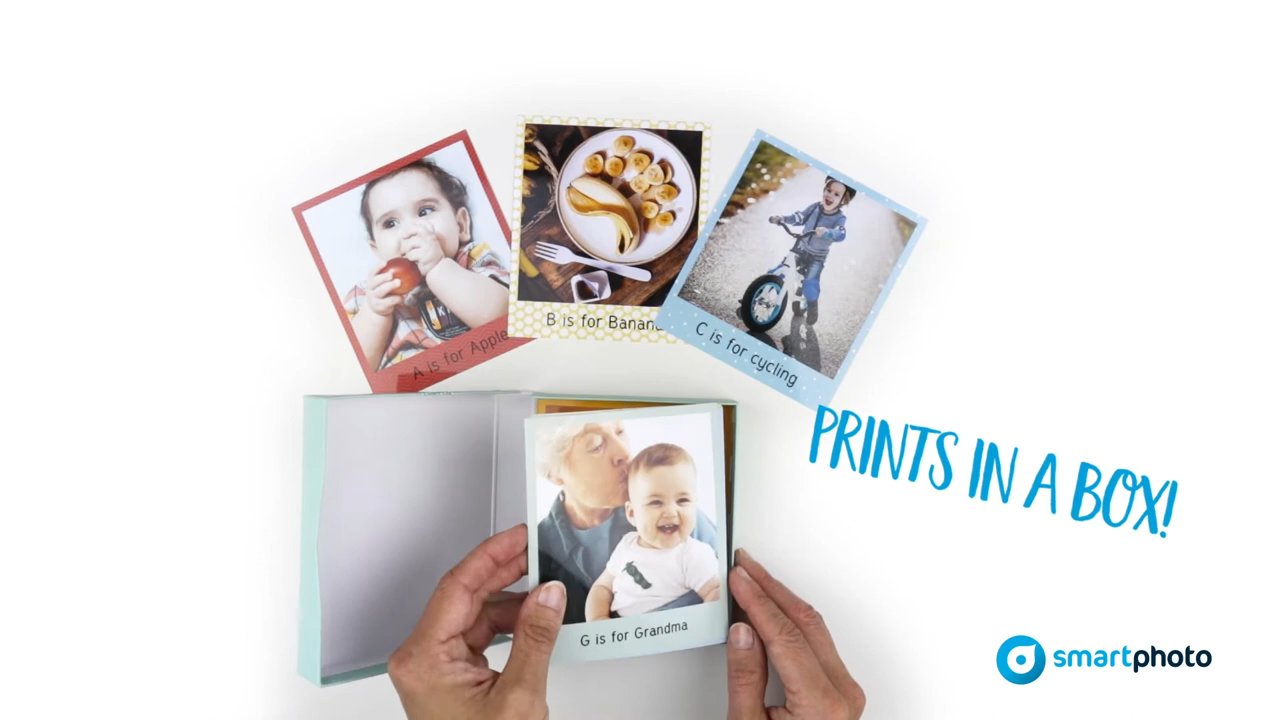 A is for Apple
B is for Banana
C is for cycling
PRINTS IN A BOX!
G is for Grandma
smartphoto